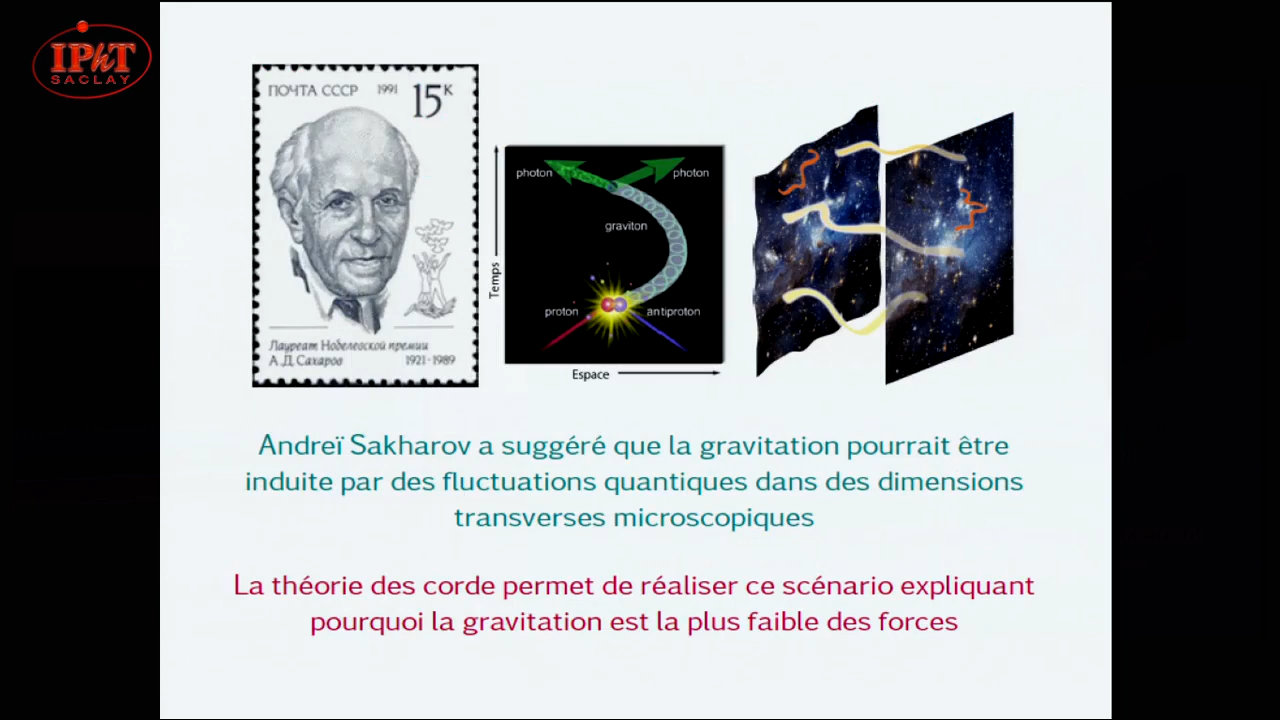 IPhT
SACLAY
ПОЧТА СССР 1991 15К
Лауреат Нобелевской премии
А.Д.Сахаров 1921-1989
photon photon
graviton
proton antiproton
Temps
Espace
Andreï Sakharov a suggéré que la gravitation pourrait être
induite par des fluctuations quantiques dans des dimensions
transverses microscopiques
La théorie des corde permet de réaliser ce scénario expliquant
pourquoi la gravitation est la plus faible des forces